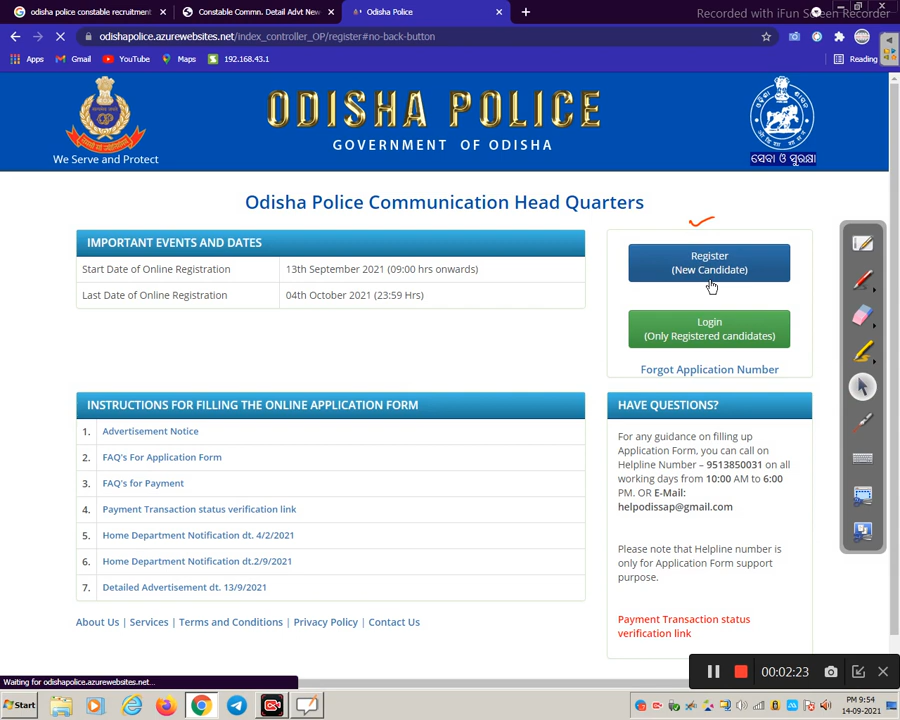 odisha police constable recruitment
Constable Commn. Detail Advt New
Odisha Police
Recorded with iFun Screen Recorder
odishapolice.azurewebsites.net/index_controller_OP/register#no-back-button
Apps
Gmail
YouTube
Maps
192.168.43.1
Reading
ODISHA POLICE
GOVERNMENT OF ODISHA
We Serve and Protect
ସେବା ଓ ସୁରକ୍ଷା
Odisha Police Communication Head Quarters
IMPORTANT EVENTS AND DATES
Start Date of Online Registration 13th September 2021 (09:00 hrs onwards)
Last Date of Online Registration 04th October 2021 (23:59 Hrs)
Register
(New Candidate)
Login
(Only Registered candidates)
Forgot Application Number
INSTRUCTIONS FOR FILLING THE ONLINE APPLICATION FORM
1. Advertisement Notice
2. FAQ's For Application Form
3. FAQ's for Payment
4. Payment Transaction status verification link
5. Home Department Notification dt. 4/2/2021
6. Home Department Notification dt.2/9/2021
7. Detailed Advertisement dt. 13/9/2021
HAVE QUESTIONS?
For any guidance on filling up
Application Form, you can call on
Helpline Number – 9513850031 on all
working days from 10:00 AM to 6:00
PM. OR E-Mail:
helpodissap@gmail.com
Please note that Helpline number is
only for Application Form support
purpose.
Payment Transaction status
verification link
About Us | Services | Terms and Conditions | Privacy Policy | Contact Us
00:02:23
Waiting for odishapolice.azurewebsites.net...
Start
PM 9:54
14-09-2021